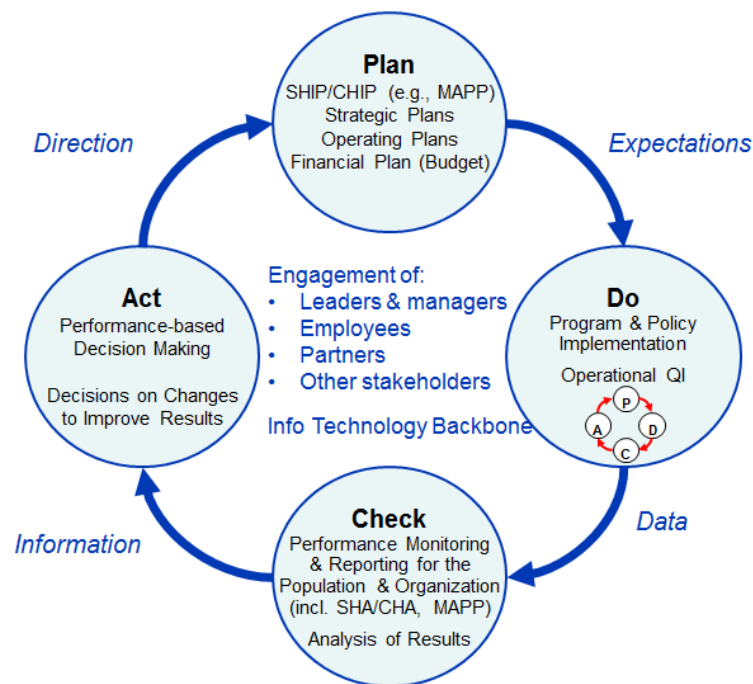 Plan
SHIP/CHIP (e.g., MAPP)
Strategic Plans
Operating Plans
Financial Plan (Budget)
Direction
Expectations
Act
Performance-based
Decision Making
Decisions on Changes
to Improve Results
Engagement of:
• Leaders & managers
• Employees
• Partners
• Other stakeholders
Info Technology Backbone
Do
Program & Policy
Implementation
Operational QI
P
A
D
C
Information
Data
Check
Performance Monitoring
& Reporting for the
Population & Organization
(incl. SHA/CHA, MAPP)
Analysis of Results